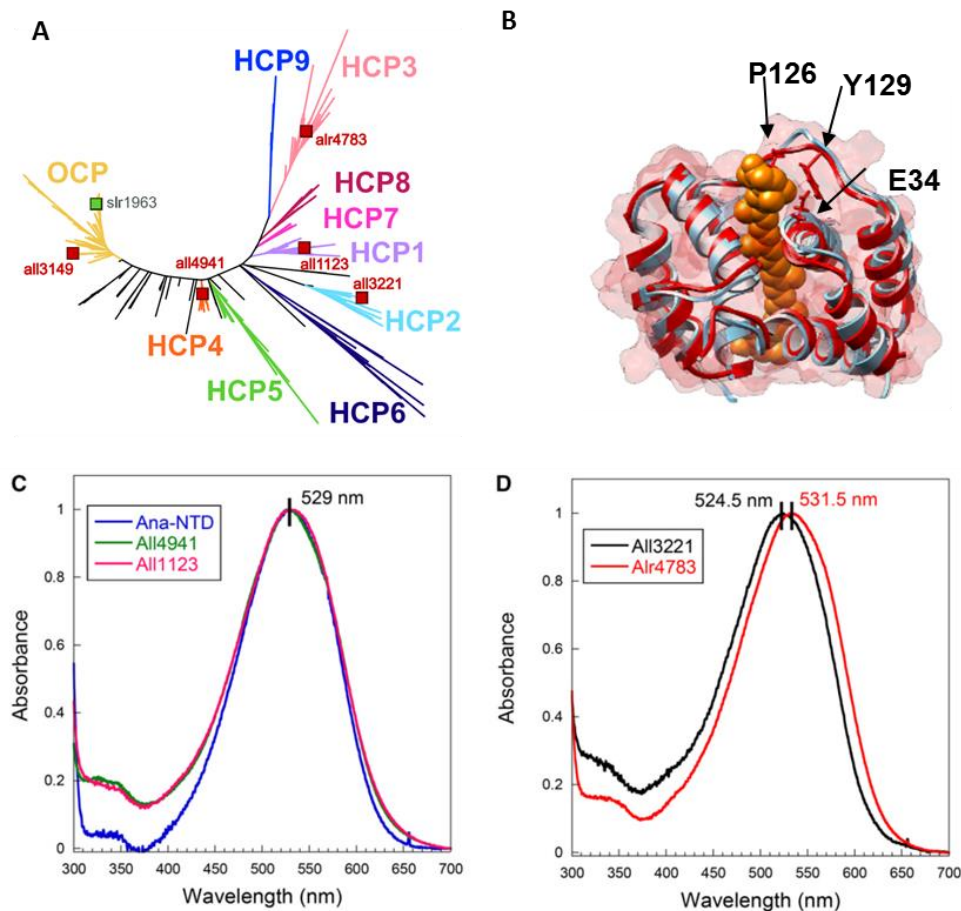 A
HCP9
HCP3
alr4783
OCP
slr1963
HCP8
HCP7
HCP1
all3149
all4941
all1123
all3221
HCP2
HCP4
HCP5
HCP6
B
P126
Y129
E34
C
529 nm
Ana-NTD
All4941
All1123
Absorbance
1
0.8
0.6
0.4
0.2
0
300 350 400 450 500 550 600 650 700
Wavelength (nm)
D
524.5 nm 531.5 nm
All3221
Alr4783
Absorbance
1
0.8
0.6
0.4
0.2
0
300 350 400 450 500 550 600 650 700
Wavelength (nm)